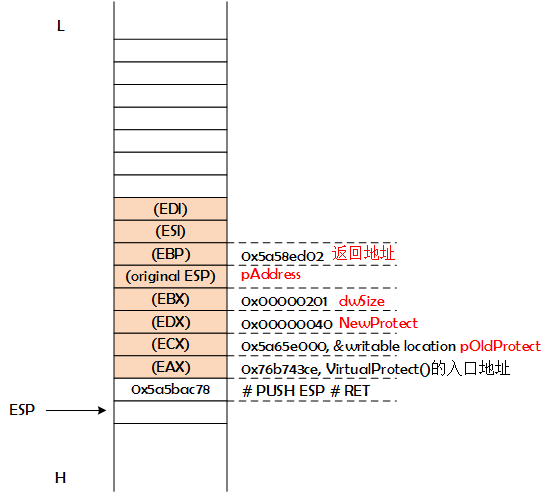 L
(EDI)
(ESI)
(EBP) 0x5a58ed02 返回地址
(original ESP) pAddress
(EBX) 0x00000201 dwSize
(EDX) 0x00000040 NewProtect
(ECX) 0x5a65e000, &writable location pOldProtect
(EAX) 0x76b743ce, VirtualProtect()的入口地址
0x5a5bac78 # PUSH ESP # RET
ESP
H